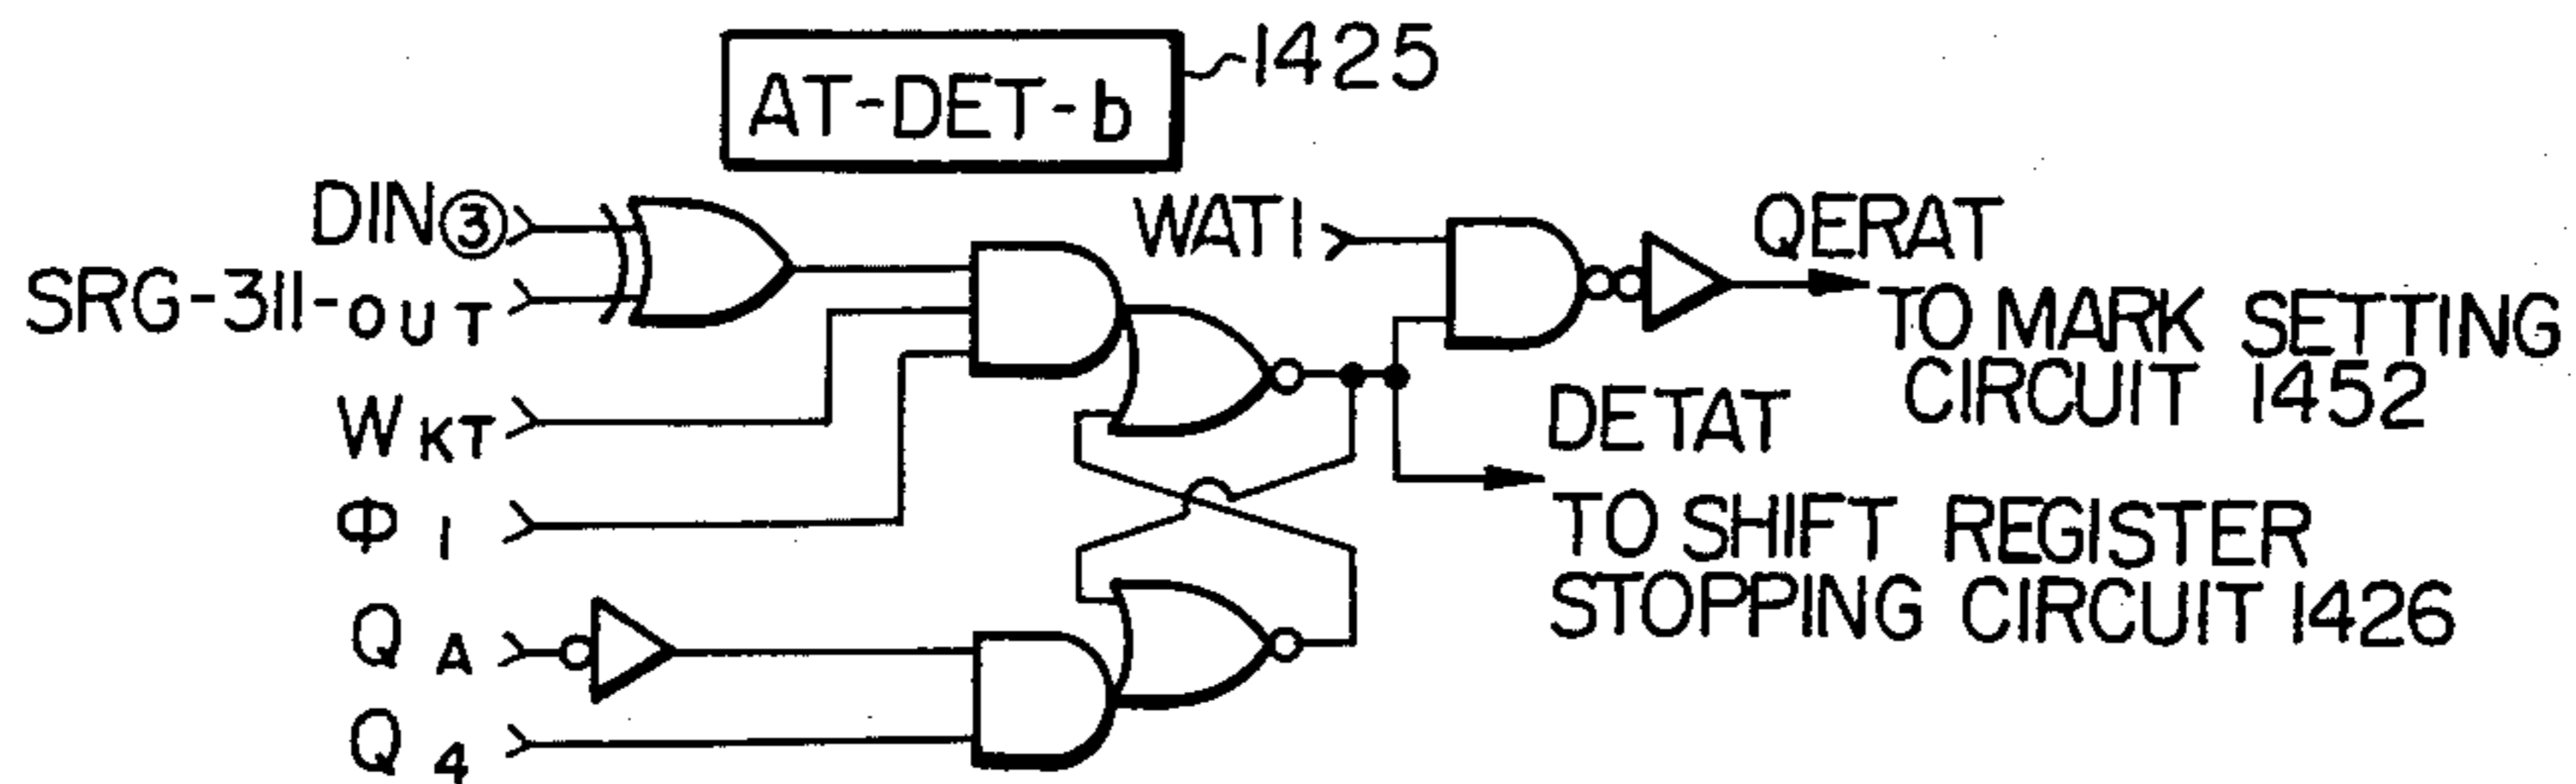 1425
AT-DET-b
DIN③
SRG-311-OUT
WKT
Φ1
QA
Q4
WAT1
QERAT
TO MARK SETTING
CIRCUIT 1452
DETAT
TO SHIFT REGISTER
STOPPING CIRCUIT 1426